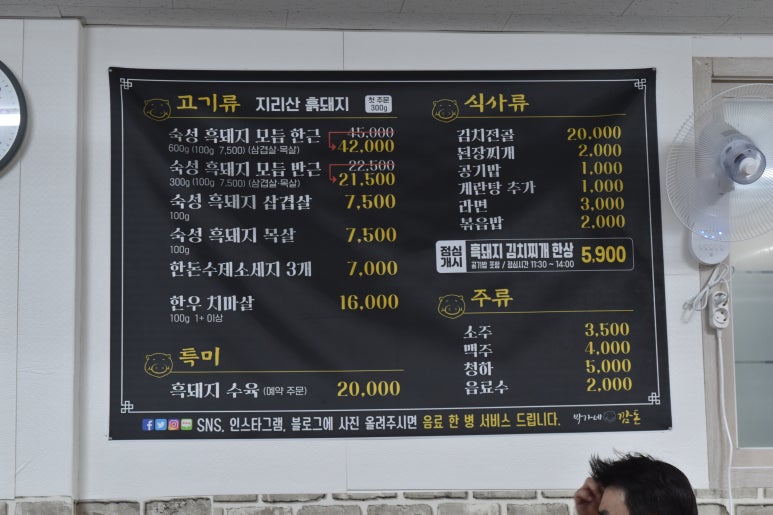 고기류 지리산 흙돼지 첫 주문 300g
숙성 흑돼지 모듬 한근 45,000
600g (100g 7,500) (삼겹살·목살) 42,000
숙성 흑돼지 모듬 반근 22,500
300g (100g 7,500) (삼겹살·목살) 21,500
숙성 흑돼지 삼겹살 7,500
100g
숙성 흑돼지 목살 7,500
100g
한돈수제소세지 3개 7,000
한우 치마살 16,000
100g 1+ 이상
특미
흑돼지 수육 (예약 주문) 20,000
식사류
김치전골 20,000
된장찌개 2,000
공기밥 1,000
계란탕 추가 1,000
라면 3,000
볶음밥 2,000
점심 개시 흑돼지 김치찌개 한상 5,900
공기밥 포함 / 점심시간 11:30 ~ 14:00
주류
소주 3,500
맥주 4,000
청하 5,000
음료수 2,000
SNS, 인스타그램, 블로그에 사진 올려주시면 음료 한 병 서비스 드립니다.
박가네 깜돈